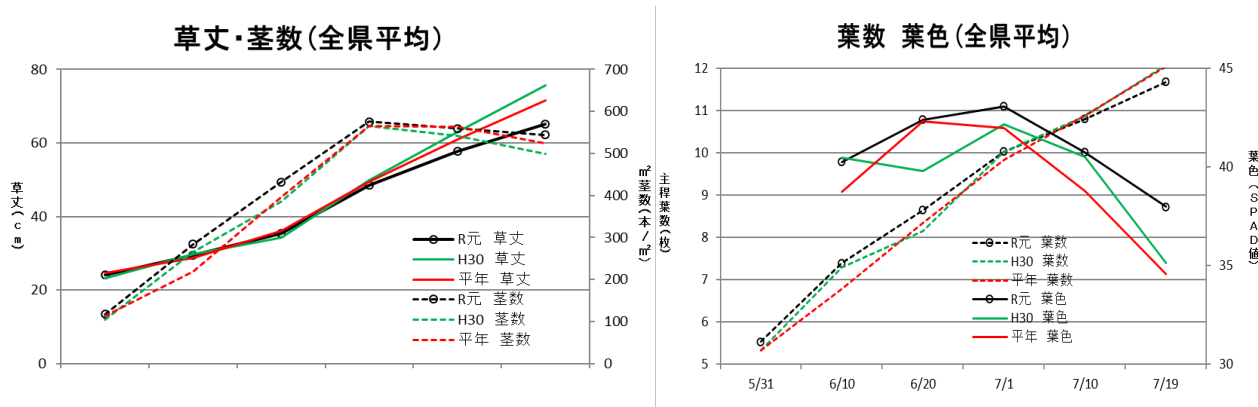 草丈・茎数(全県平均)
80
60
40
20
0
草丈(cm)
700
600
500
400
300
200
100
0
㎡茎数(本/㎡)
R元 草丈
H30 草丈
平年 草丈
R元 茎数
H30 茎数
平年 茎数
葉数 葉色(全県平均)
12
11
10
9
8
7
6
5
主稈葉数(枚)
45
40
35
30
葉色(SPAD値)
R元 葉数
H30 葉数
平年 葉数
R元 葉色
H30 葉色
平年 葉色
5/31 6/10 6/20 7/1 7/10 7/19